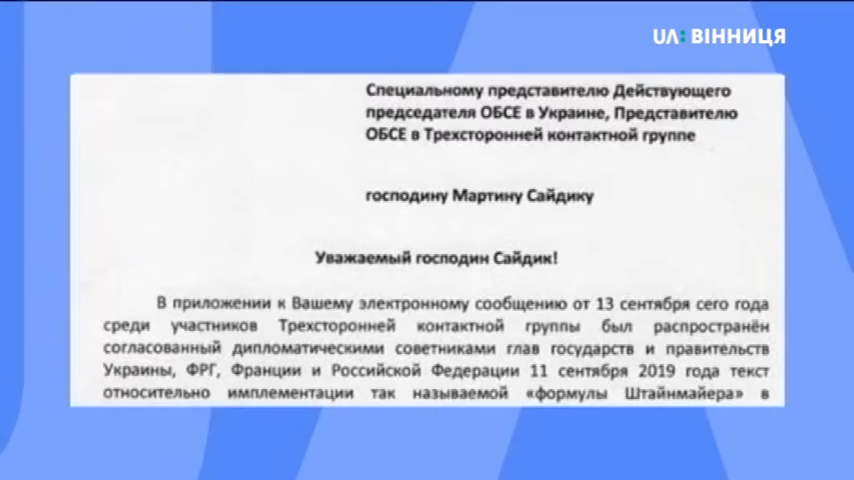 UA: ВІННИЦЯ
Специальному представителю Действующего
председателя ОБСЕ в Украине, Представителю
ОБСЕ в Трехсторонней контактной группе
господину Мартину Сайдику
Уважаемый господин Сайдик!
В приложении к Вашему электронному сообщению от 13 сентября сего года
среди участников Трехсторонней контактной группы был распространён
согласованный дипломатическими советниками глав государств и правительств
Украины, ФРГ, Франции и Российской Федерации 11 сентября 2019 года текст
относительно имплементации так называемой «формулы Штайнмайера» в